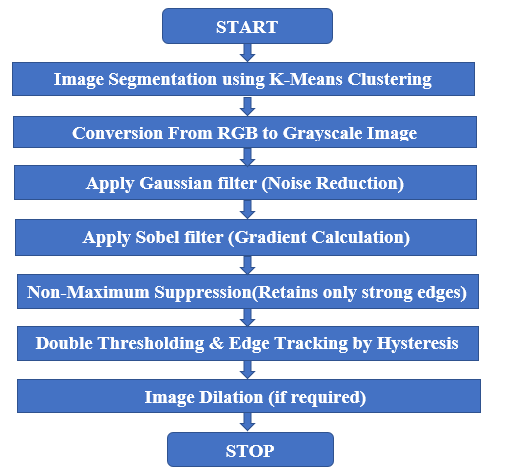 START
Image Segmentation using K-Means Clustering
Conversion From RGB to Grayscale Image
Apply Gaussian filter (Noise Reduction)
Apply Sobel filter (Gradient Calculation)
Non-Maximum Suppression(Retains only strong edges)
Double Thresholding & Edge Tracking by Hysteresis
Image Dilation (if required)
STOP